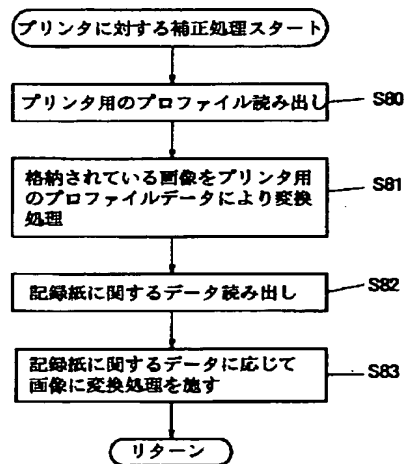 プリンタに対する補正処理スタート
プリンタ用のプロファイル読み出し
S80
格納されている画像をプリンタ用
のプロファイルデータにより変換
処理
S81
記録紙に関するデータ読み出し
S82
記録紙に関するデータに応じて
画像に変換処理を施す
S83
リターン